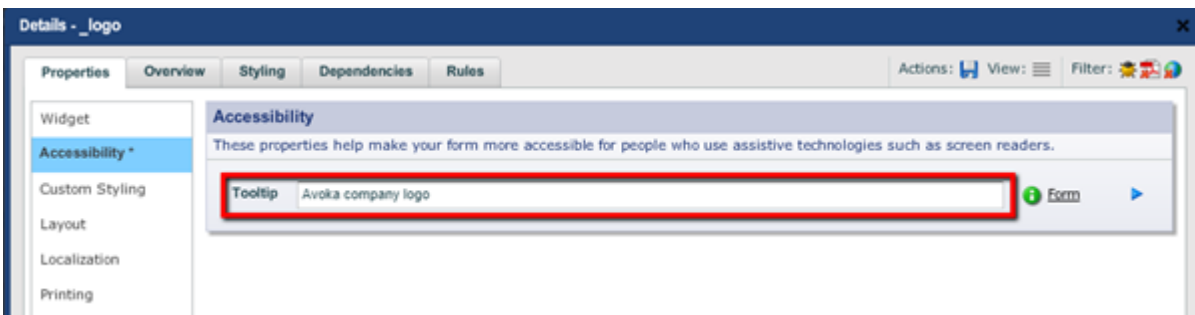 Details - _logo
Properties Overview Styling Dependencies Rules Actions: View: Filter:
Widget
Accessibility *
Custom Styling
Layout
Localization
Printing
Accessibility
These properties help make your form more accessible for people who use assistive technologies such as screen readers.
Tooltip Avoka company logo Form